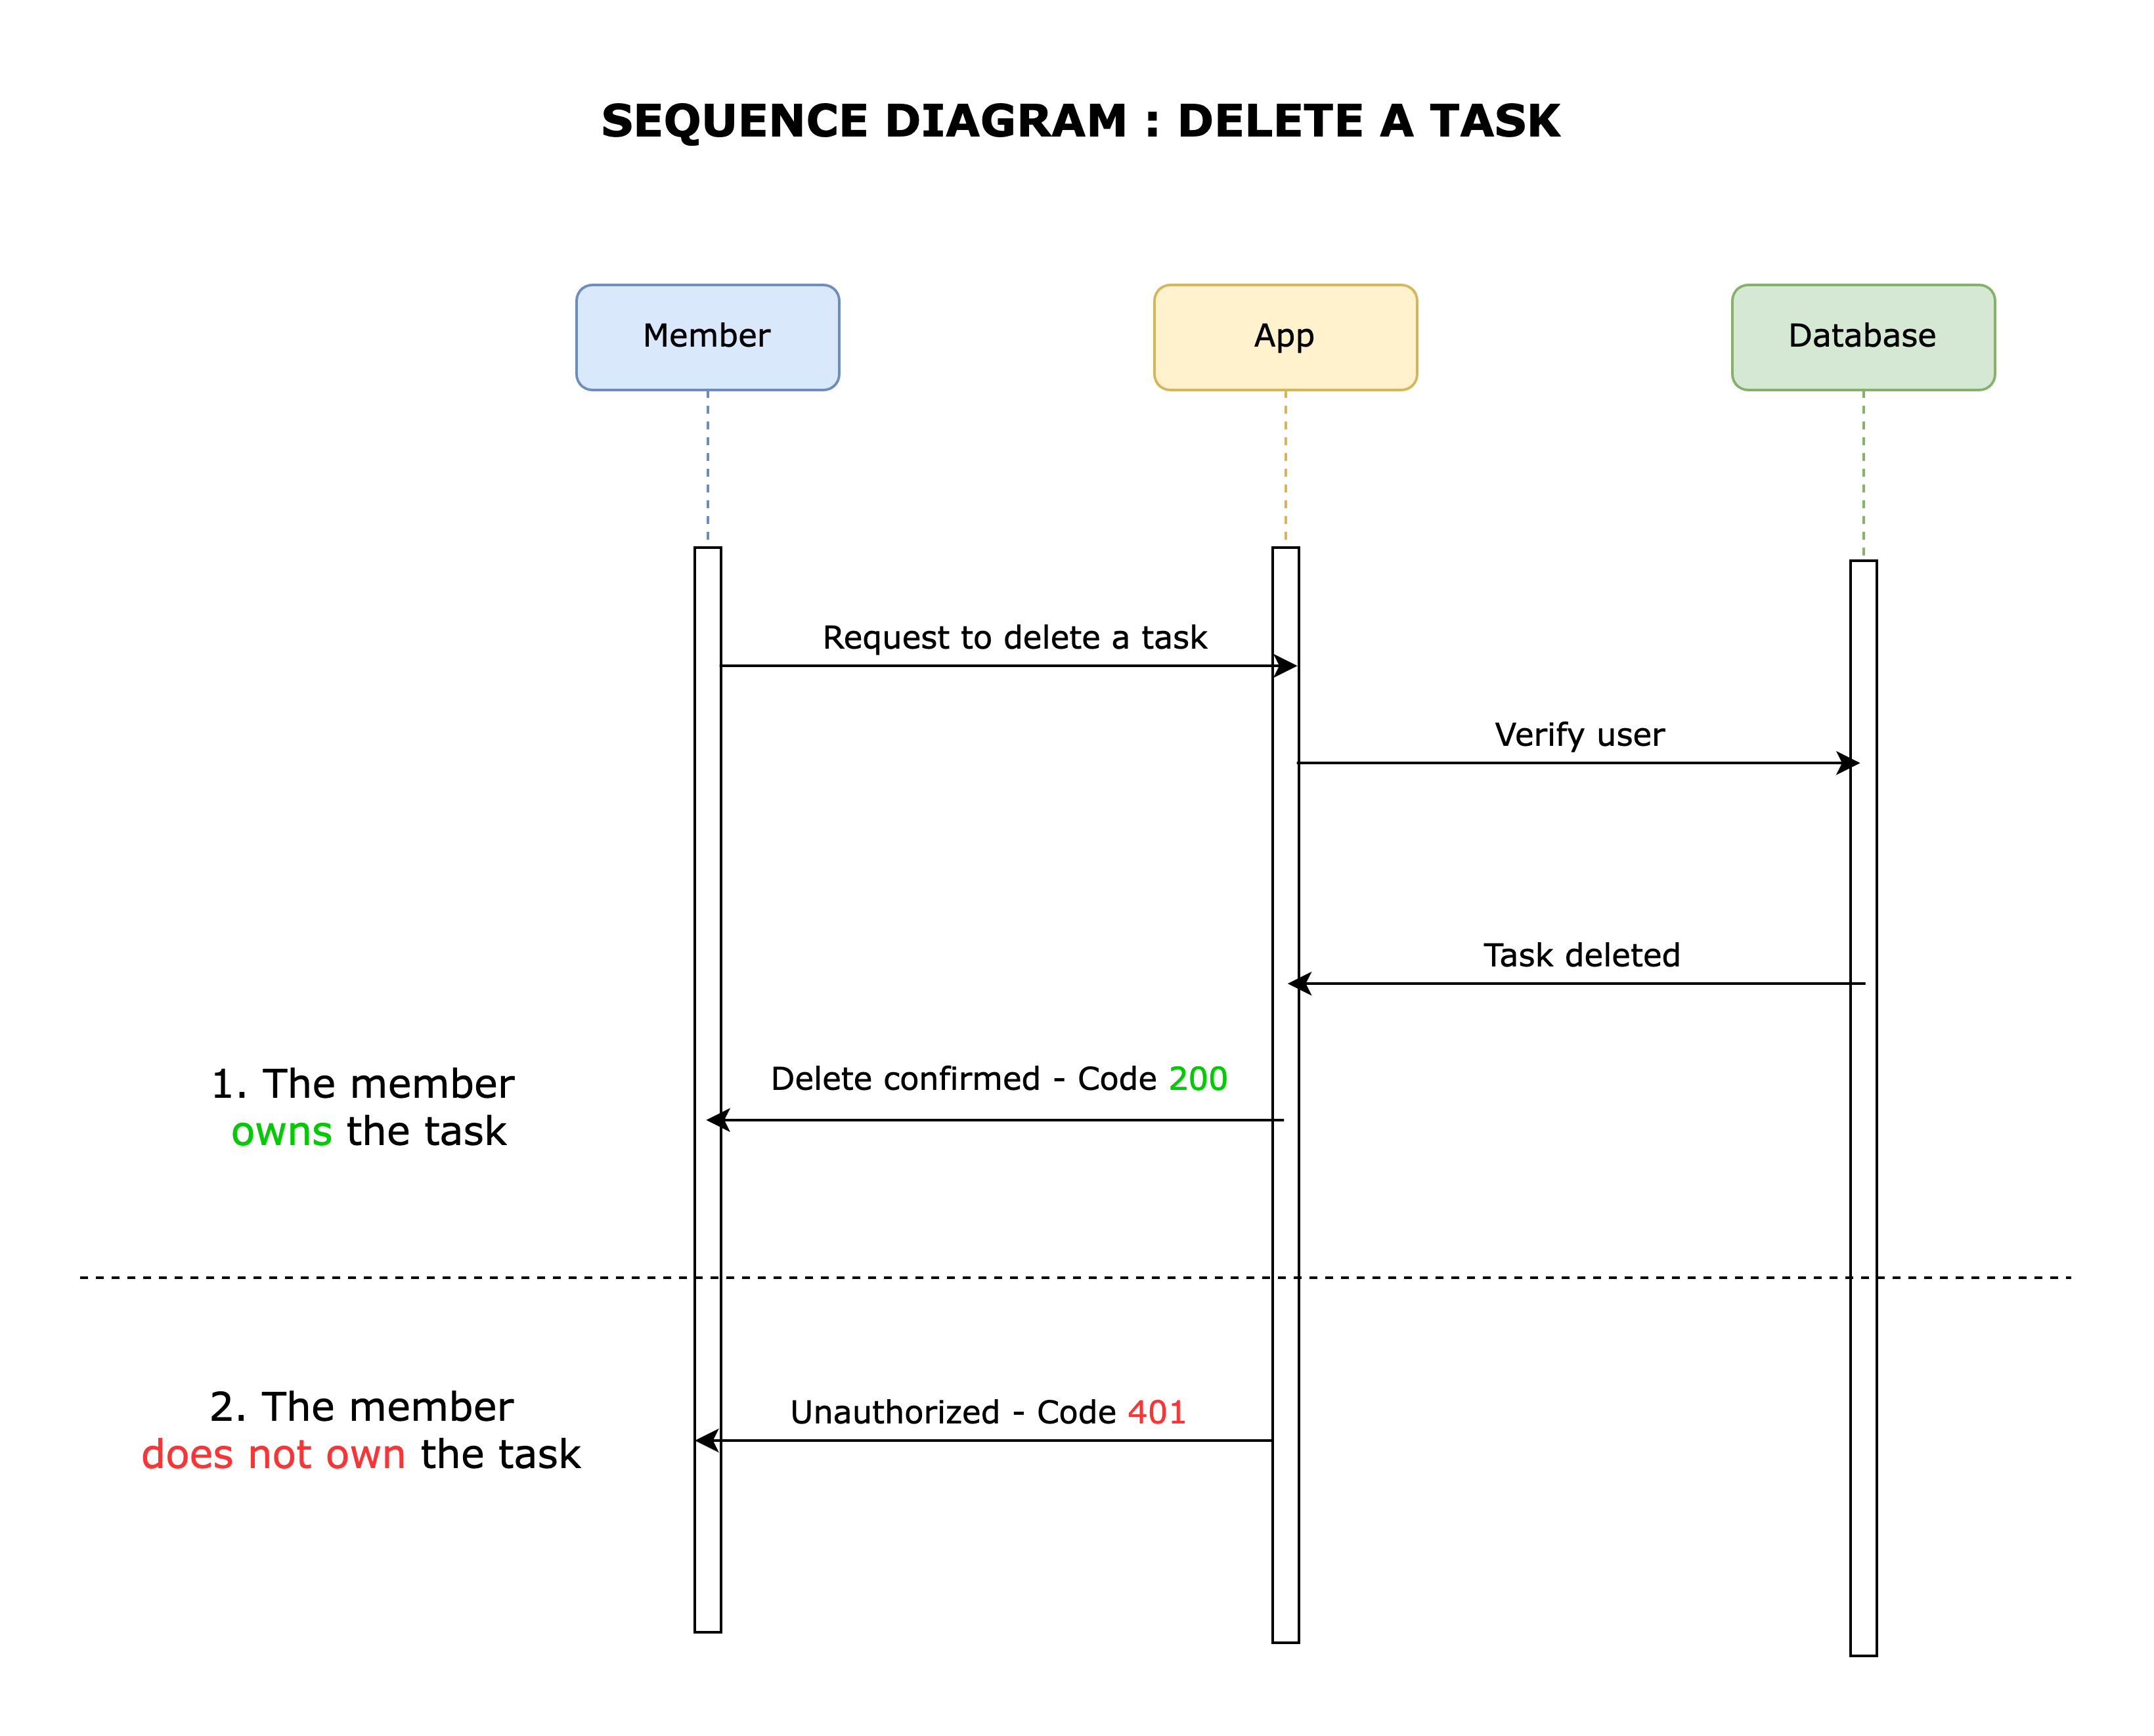 SEQUENCE DIAGRAM : DELETE A TASK
Member
App
Database
Request to delete a task
Verify user
Task deleted
Delete confirmed - Code 200
1. The member
owns the task
2. The member
does not own the task
Unauthorized - Code 401